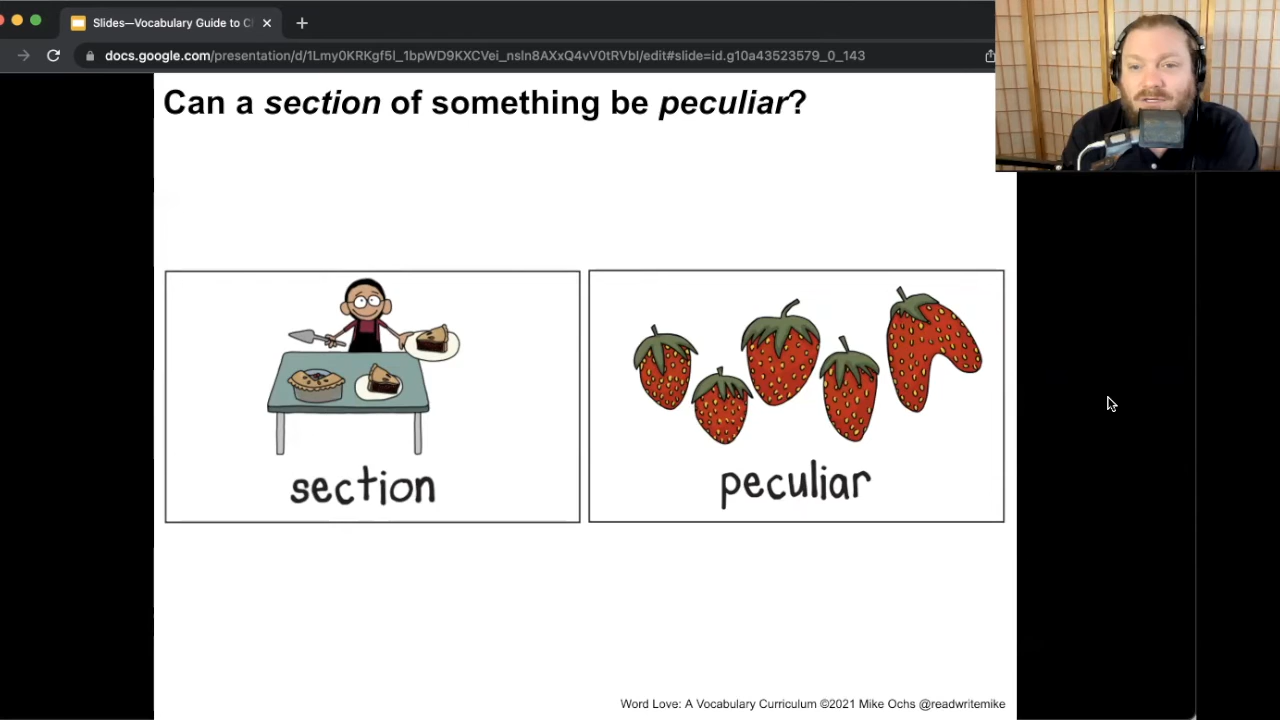 Slides—Vocabulary Guide to C
docs.google.com/presentation/d/1Lmy0KRKgf5I_1bpWD9KXCVei_nsln8AXxQ4vV0tRVbI/edit#slide=id.g10a43523579_0_143
Can a section of something be peculiar?
section
peculiar
Word Love: A Vocabulary Curriculum ©2021 Mike Ochs @readwritemike